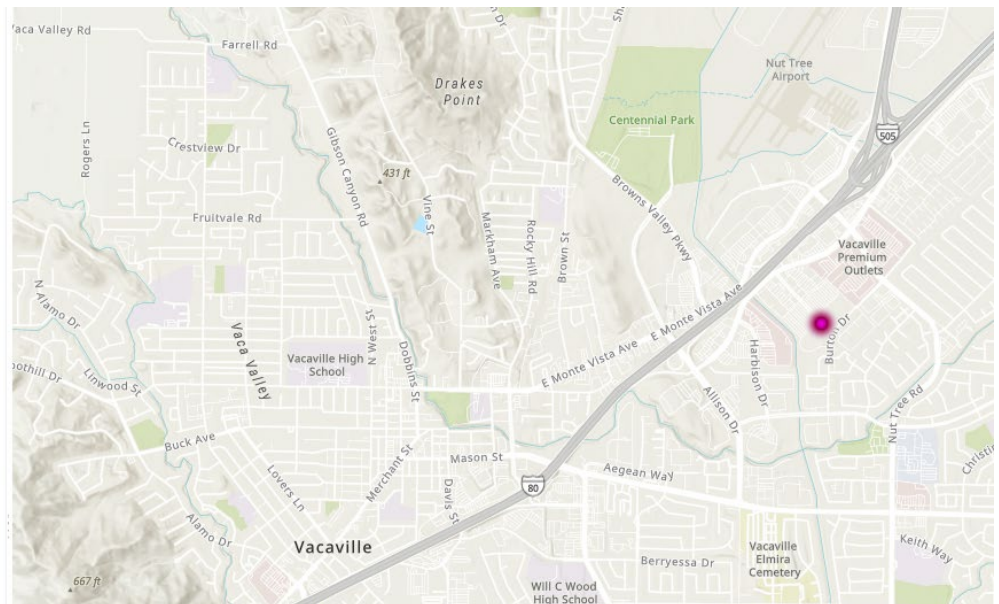 Vaca Valley Rd
Farrell Rd
Drakes
Point
Nut Tree
Airport
Centennial Park
505
Rogers Ln
Crestview Dr
Gibson Canyon Rd
431 ft
Vine St
Fruitvale Rd
Markham Ave
Rocky Hill Rd
Brown St
Browns Valley Pkwy
Vacaville
Premium
Outlets
N Alamo Dr
E Monte Vista Ave
N West St
Vaca Valley
Vacaville High
School
Dobbins St
E Monte Vista Ave
Harbison Dr
Burton Dr
Allison Dr
Nut Tree Rd
Linwood St
Buck Ave
Lovers Ln
Merchant St
Mason St
Davis St
80
Aegean Way
Alamo Dr
Vacaville
667 ft
Will C Wood
High School
Berryessa Dr
Vacaville
Elmira
Cemetery
Keith Way